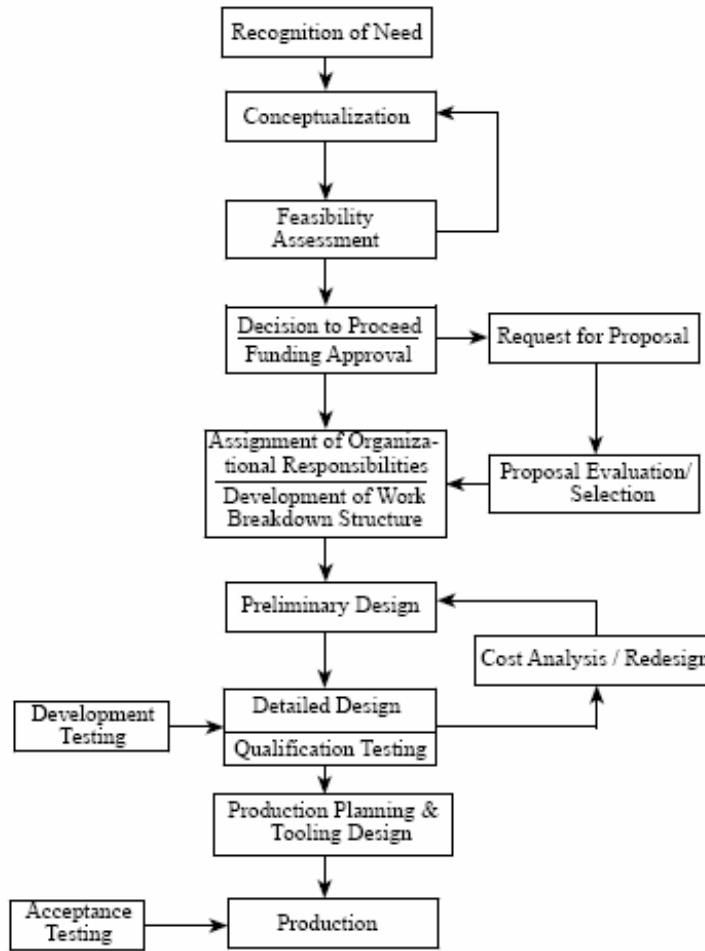 Recognition of Need
Conceptualization
Feasibility
Assessment
Decision to Proceed
Funding Approval
Request for Proposal
Assignment of Organiza-
tional Responsibilities
Development of Work
Breakdown Structure
Proposal Evaluation/
Selection
Preliminary Design
Cost Analysis / Redesign
Development
Testing
Detailed Design
Qualification Testing
Production Planning &
Tooling Design
Acceptance
Testing
Production